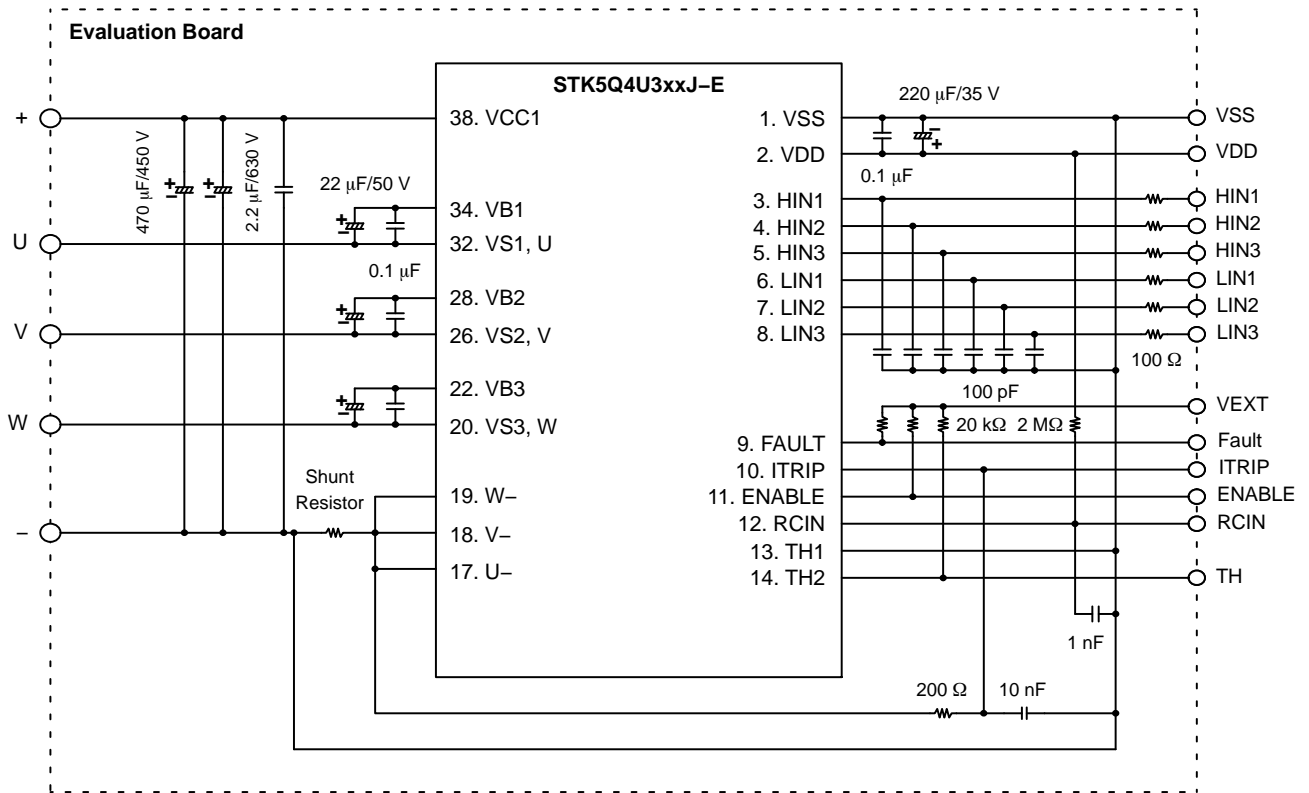 Evaluation Board
STK5Q4U3xxJ–E
+
U
V
W
–
470 μF/450 V
2.2 μF/630 V
+
–
+
–
22 μF/50 V
+
–
0.1 μF
+
–
+
–
Shunt
Resistor
38. VCC1
34. VB1
32. VS1, U
28. VB2
26. VS2, V
22. VB3
20. VS3, W
19. W–
18. V–
17. U–
1. VSS
2. VDD
3. HIN1
4. HIN2
5. HIN3
6. LIN1
7. LIN2
8. LIN3
9. FAULT
10. ITRIP
11. ENABLE
12. RCIN
13. TH1
14. TH2
220 μF/35 V
–
+
0.1 μF
100 pF
100 Ω
20 kΩ
2 MΩ
1 nF
200 Ω
10 nF
VSS
VDD
HIN1
HIN2
HIN3
LIN1
LIN2
LIN3
VEXT
Fault
ITRIP
ENABLE
RCIN
TH